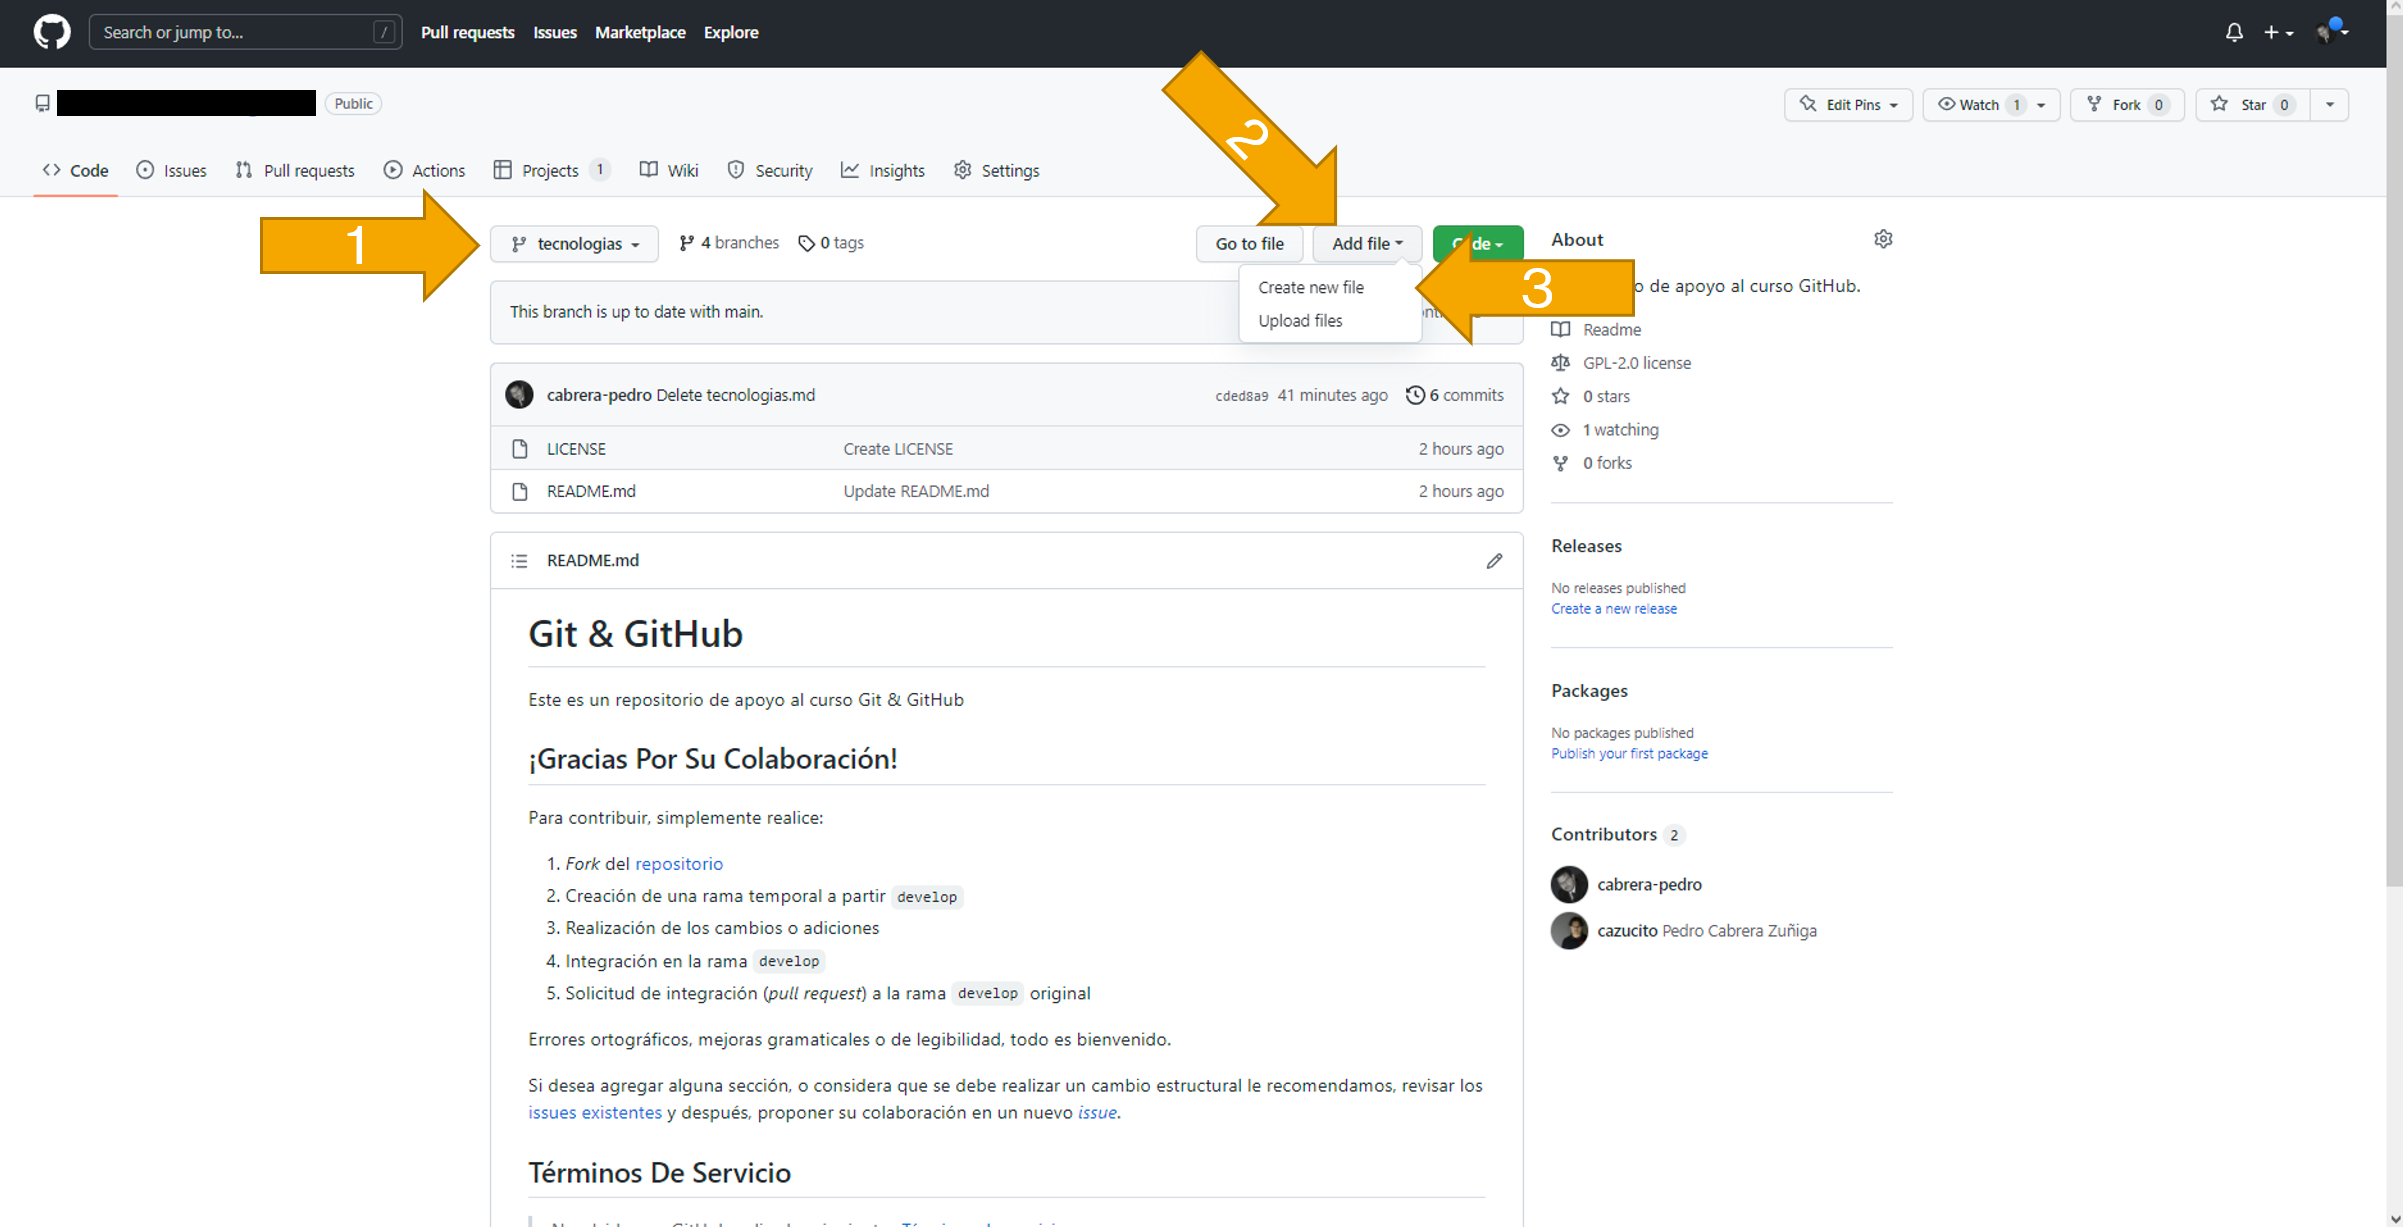 Search or jump to... /
Pull requests Issues Marketplace Explore
Public
Edit Pins Watch 1 Fork 0 Star 0
2
Code Issues Pull requests Actions Projects 1 Wiki Security Insights Settings
1
tecnologias 4 branches 0 tags
Go to file Add file
About
Create new file
Upload files
3
de apoyo al curso GitHub.
This branch is up to date with main.
Readme
GPL-2.0 license
0 stars
1 watching
0 forks
cabrera-pedro Delete tecnologias.md cded8a9 41 minutes ago 6 commits
LICENSE Create LICENSE 2 hours ago
README.md Update README.md 2 hours ago
Releases
No releases published
Create a new release
Packages
No packages published
Publish your first package
Contributors 2
cabrera-pedro
cazucito Pedro Cabrera Zuñiga
README.md
Git & GitHub
Este es un repositorio de apoyo al curso Git & GitHub
¡Gracias Por Su Colaboración!
Para contribuir, simplemente realice:
1. Fork del repositorio
2. Creación de una rama temporal a partir develop
3. Realización de los cambios o adiciones
4. Integración en la rama develop
5. Solicitud de integración (pull request) a la rama develop original
Errores ortográficos, mejoras gramaticales o de legibilidad, todo es bienvenido.
Si desea agregar alguna sección, o considera que se debe realizar un cambio estructural le recomendamos, revisar los
issues existentes y después, proponer su colaboración en un nuevo issue.
Términos De Servicio